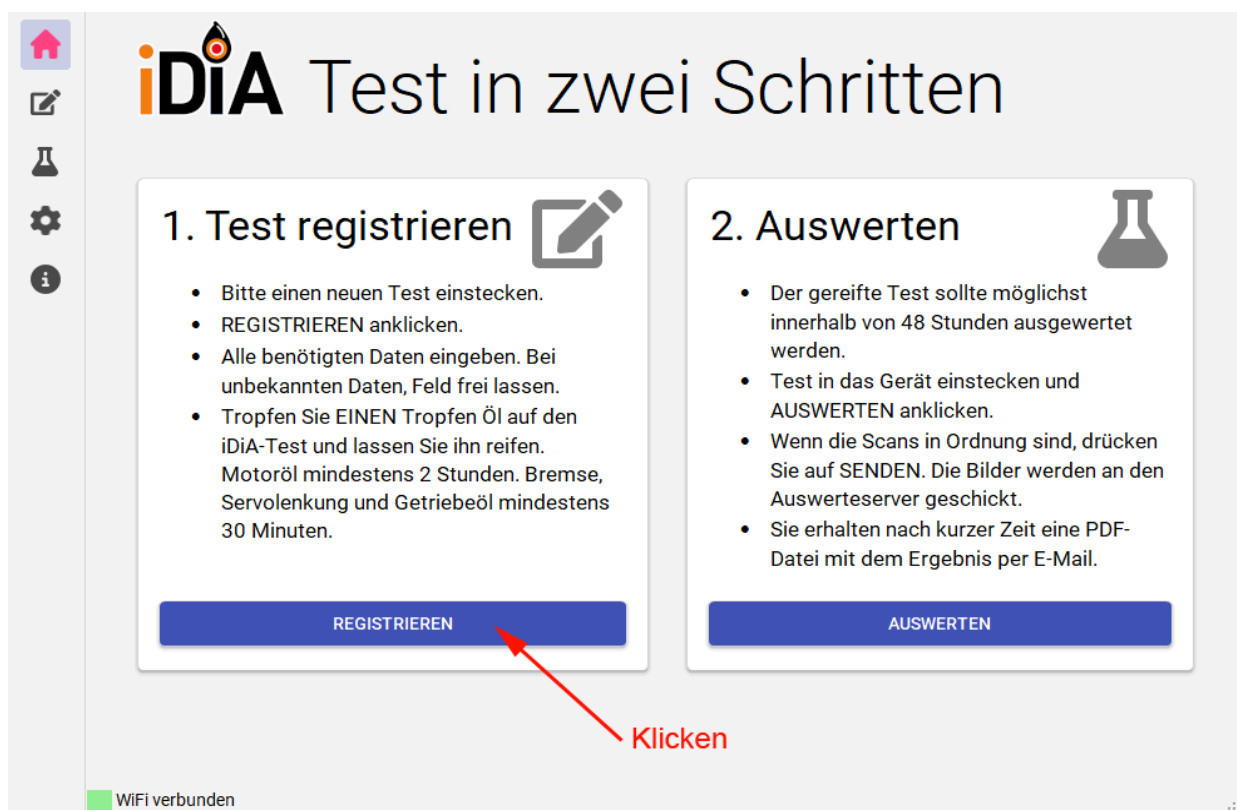 iDiA Test in zwei Schritten
1. Test registrieren
• Bitte einen neuen Test einstecken.
• REGISTRIEREN anklicken.
• Alle benötigten Daten eingeben. Bei
unbekannten Daten, Feld frei lassen.
• Tropfen Sie EINEN Tropfen Öl auf den
iDiA-Test und lassen Sie ihn reifen.
Motoröl mindestens 2 Stunden. Bremse,
Servolenkung und Getriebeöl mindestens
30 Minuten.
REGISTRIEREN
2. Auswerten
• Der gereifte Test sollte möglichst
innerhalb von 48 Stunden ausgewertet
werden.
• Test in das Gerät einstecken und
AUSWERTEN anklicken.
• Wenn die Scans in Ordnung sind, drücken
Sie auf SENDEN. Die Bilder werden an den
Auswerteserver geschickt.
• Sie erhalten nach kurzer Zeit eine PDF-
Datei mit dem Ergebnis per E-Mail.
AUSWERTEN
Klicken
WiFi verbunden